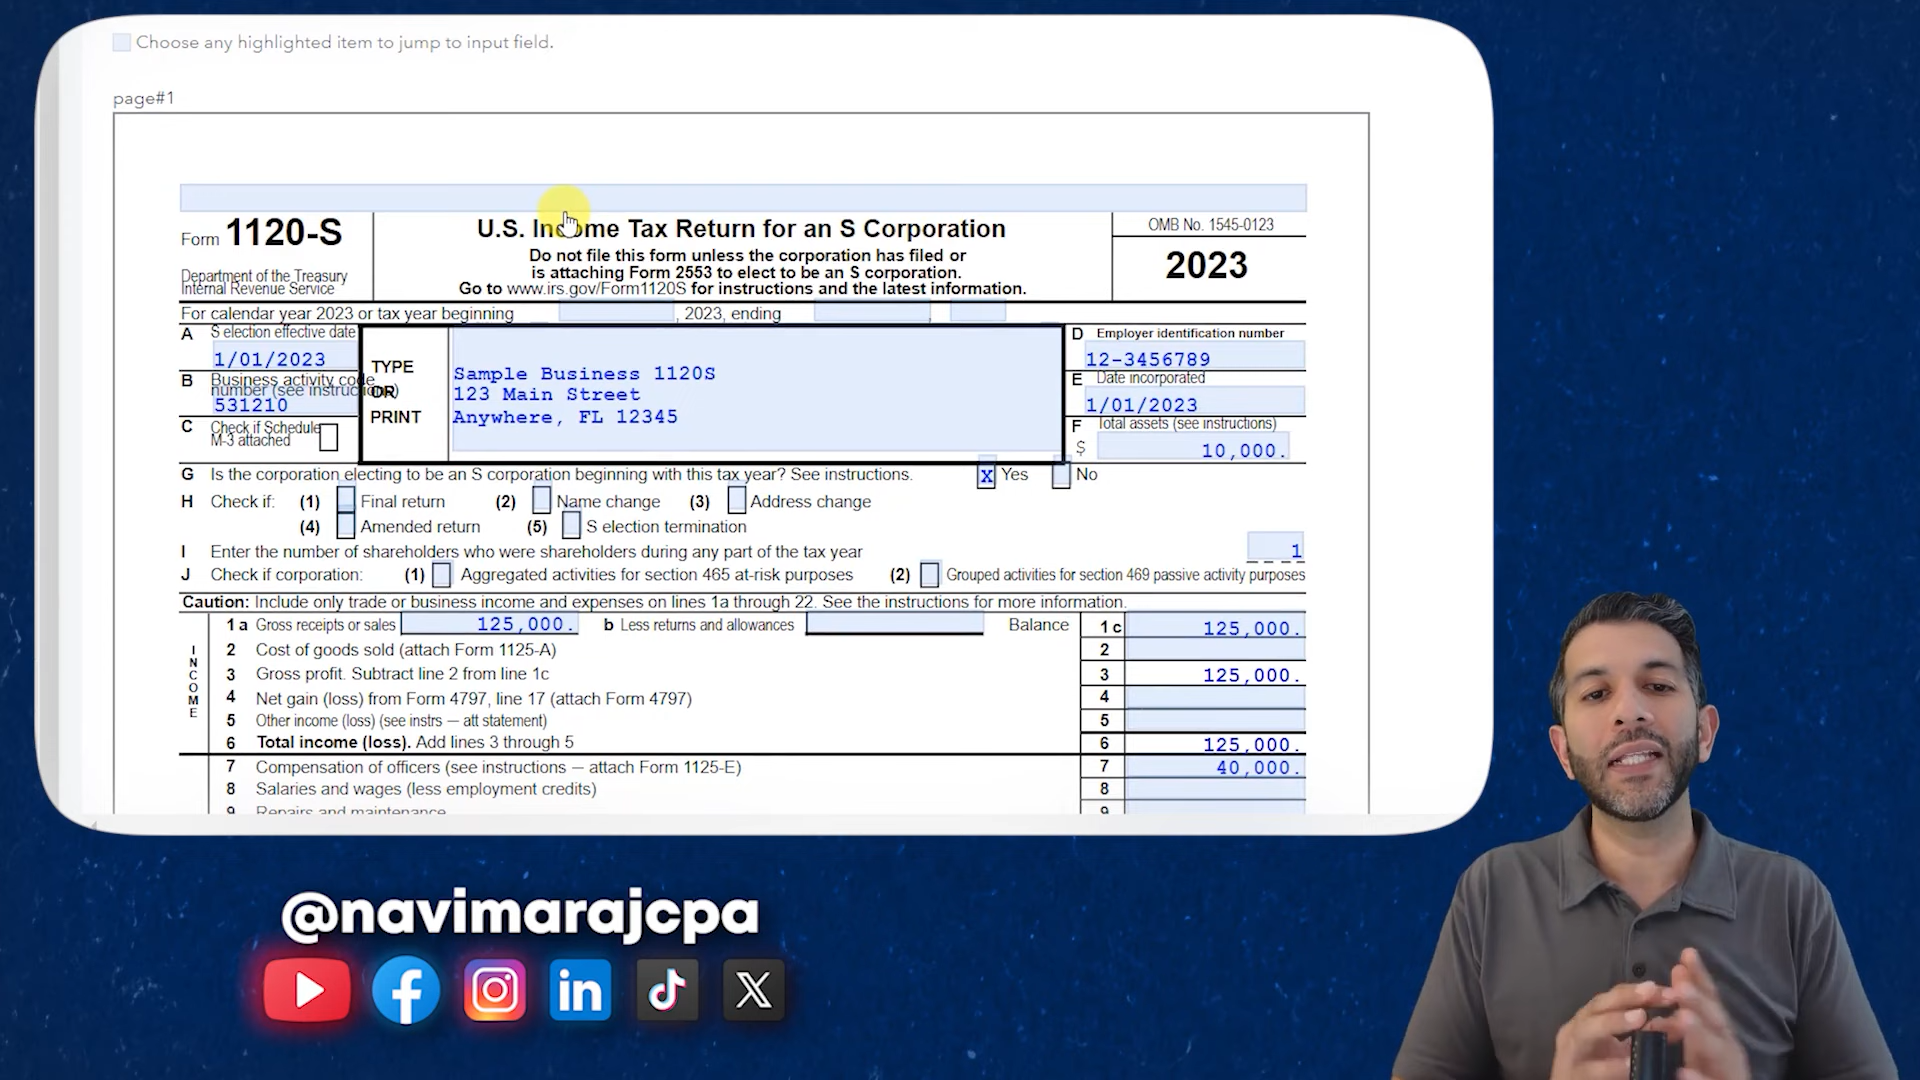 Choose any highlighted item to jump to input field.
page#1
Form 1120-S
U.S. Income Tax Return for an S Corporation
OMB No. 1545-0123
Do not file this form unless the corporation has filed or
is attaching Form 2553 to elect to be an S corporation.
2023
Department of the Treasury
Internal Revenue Service
Go to www.irs.gov/Form1120S for instructions and the latest information.
For calendar year 2023 or tax year beginning , 2023, ending ,
A S election effective date
1/01/2023
B Business activity code
number (see instructions)
531210
C Check if Schedule
M-3 attached
TYPE
OR
PRINT
Sample Business 1120S
123 Main Street
Anywhere, FL 12345
D Employer identification number
12-3456789
E Date incorporated
1/01/2023
F Total assets (see instructions)
$ 10,000.
G Is the corporation electing to be an S corporation beginning with this tax year? See instructions. X Yes No
H Check if: (1) Final return (2) Name change (3) Address change
(4) Amended return (5) S election termination
I Enter the number of shareholders who were shareholders during any part of the tax year 1
J Check if corporation: (1) Aggregated activities for section 465 at-risk purposes (2) Grouped activities for section 469 passive activity purposes
Caution: Include only trade or business income and expenses on lines 1a through 22. See the instructions for more information.
INCOME
1 a Gross receipts or sales 125,000. b Less returns and allowances Balance 1 c 125,000.
2 Cost of goods sold (attach Form 1125-A) 2
3 Gross profit. Subtract line 2 from line 1c 3 125,000.
4 Net gain (loss) from Form 4797, line 17 (attach Form 4797) 4
5 Other income (loss) (see instrs — att statement) 5
6 Total income (loss). Add lines 3 through 5 6 125,000.
7 Compensation of officers (see instructions — attach Form 1125-E) 7 40,000.
8 Salaries and wages (less employment credits) 8
9 Repairs and maintenance 9
@navimarajcpa